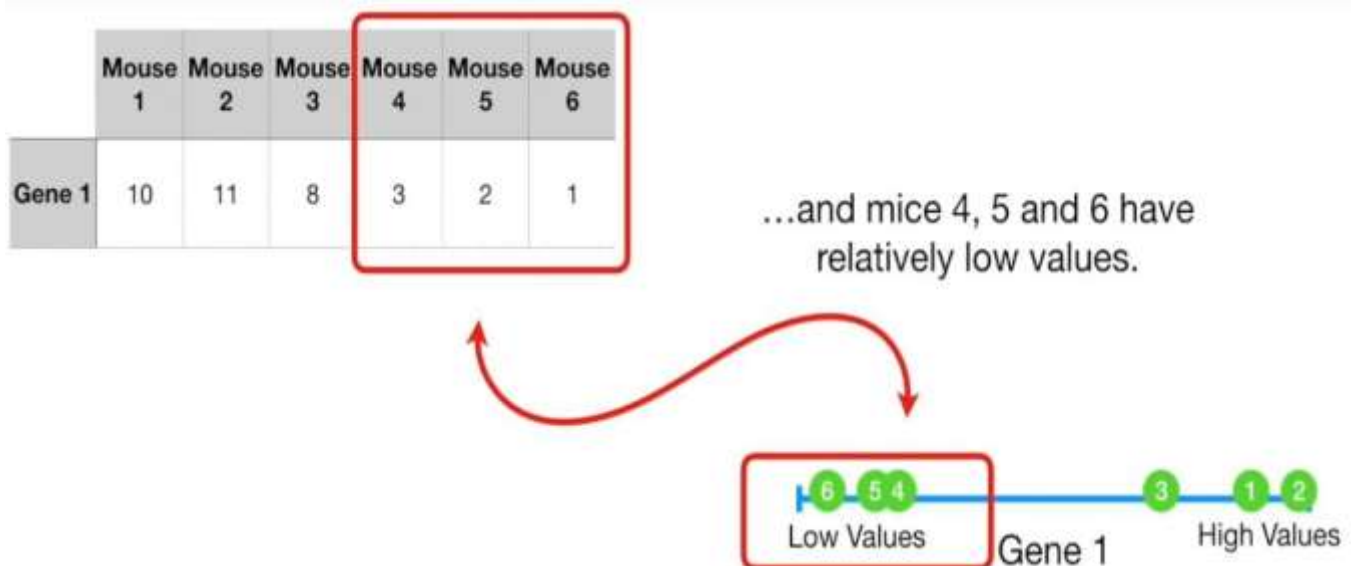 Mouse 1 Mouse 2 Mouse 3 Mouse 4 Mouse 5 Mouse 6
Gene 1 10 11 8 3 2 1
…and mice 4, 5 and 6 have
relatively low values.
6 5 4 3 1 2
Low Values Gene 1 High Values